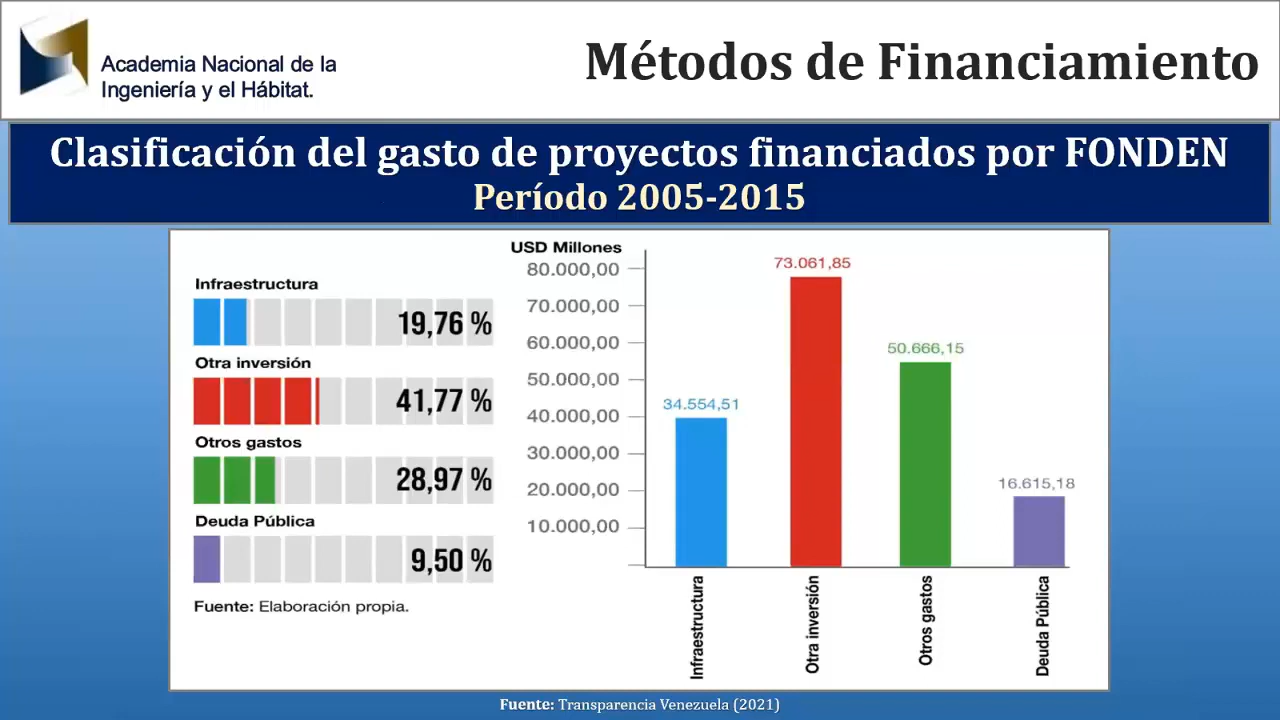 Academia Nacional de la
Ingeniería y el Hábitat.
Métodos de Financiamiento
Clasificación del gasto de proyectos financiados por FONDEN
Período 2005-2015
Infraestructura
19,76 %
Otra inversión
41,77 %
Otros gastos
28,97 %
Deuda Pública
9,50 %
Fuente: Elaboración propia.
USD Millones
80.000,00
70.000,00
60.000,00
50.000,00
40.000,00
30.000,00
20.000,00
10.000,00
34.554,51
73.061,85
50.666,15
16.615,18
Infraestructura
Otra inversión
Otros gastos
Deuda Pública
Fuente: Transparencia Venezuela (2021)